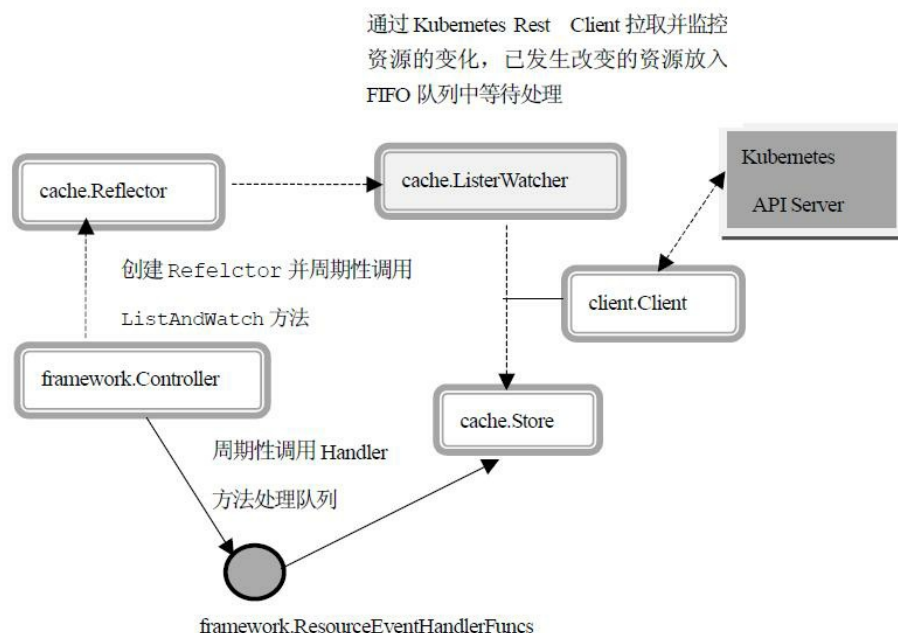 通过 Kubernetes Rest Client 拉取并监控
资源的变化，已发生改变的资源放入
FIFO 队列中等待处理
Kubernetes
API Server
cache.Reflector
cache.ListerWatcher
创建 Refelctor 并周期性调用
ListAndWatch 方法
client.Client
framework.Controller
cache.Store
周期性调用 Handler
方法处理队列
framework.ResourceEventHandlerFuncs